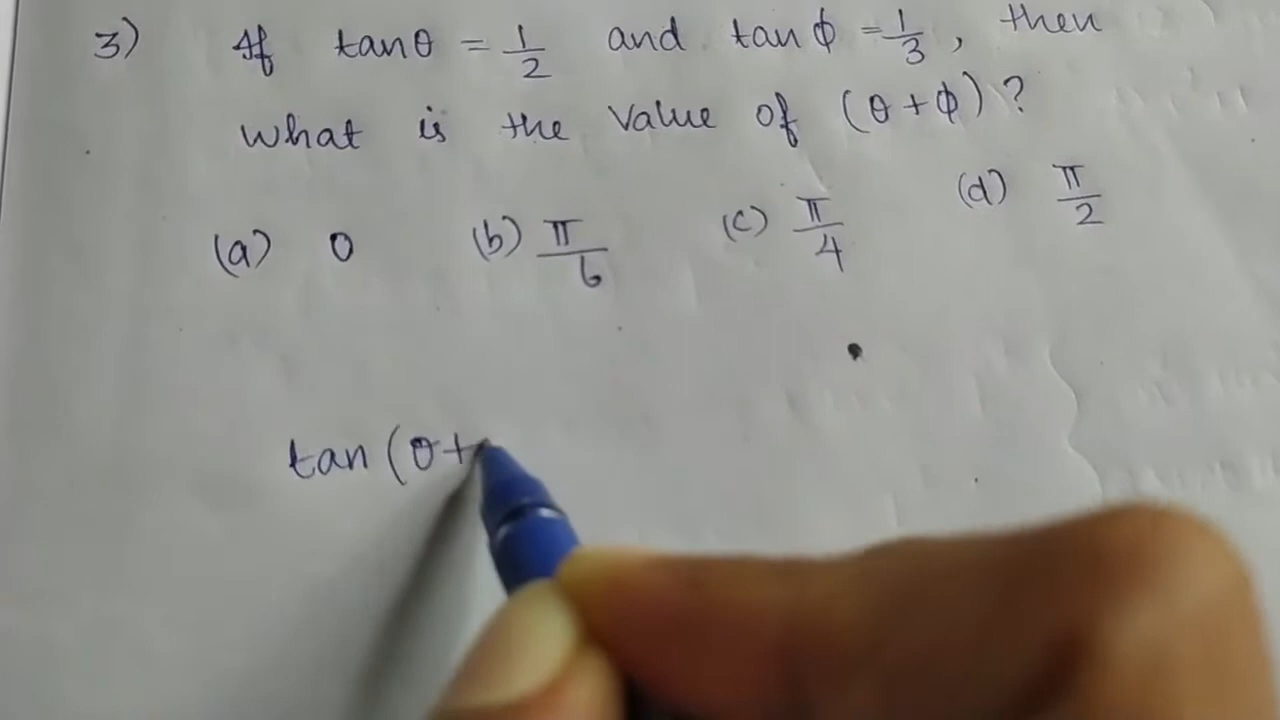 3) If tanθ = 1/2 and tanϕ = 1/3, then
what is the value of (θ+ϕ)?
(a) 0 (b) π/6 (c) π/4 (d) π/2
tan(θ+